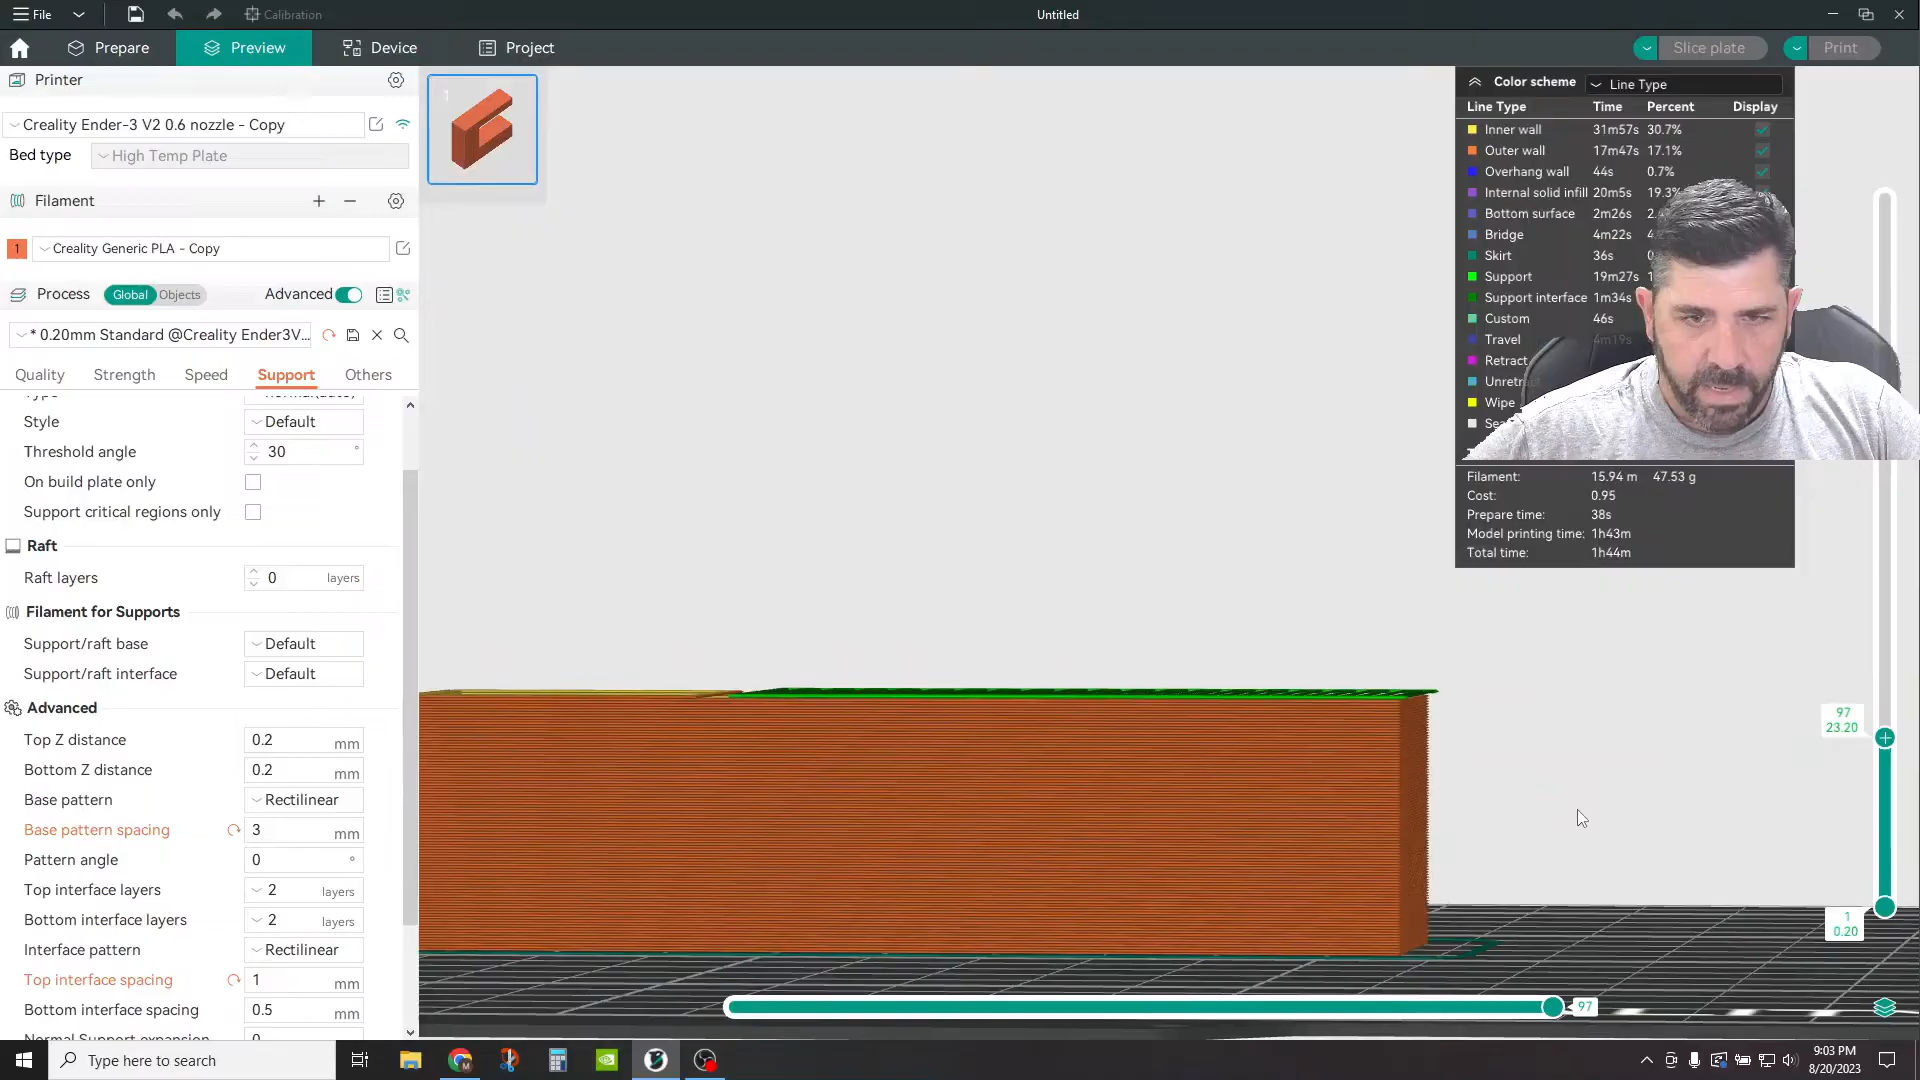 File
Calibration
Untitled
Prepare
Preview
Device
Project
Slice plate
Print
Printer
Creality Ender-3 V2 0.6 nozzle - Copy
Bed type
High Temp Plate
Filament
1
Creality Generic PLA - Copy
Process
Global
Objects
Advanced
* 0.20mm Standard @Creality Ender3V...
Quality
Strength
Speed
Support
Others
Style
Default
Threshold angle
30 °
On build plate only
Support critical regions only
Raft
Raft layers
0 layers
Filament for Supports
Support/raft base
Default
Support/raft interface
Default
Advanced
Top Z distance
0.2 mm
Bottom Z distance
0.2 mm
Base pattern
Rectilinear
Base pattern spacing
3 mm
Pattern angle
0 °
Top interface layers
2 layers
Bottom interface layers
2 layers
Interface pattern
Rectilinear
Top interface spacing
1 mm
Bottom interface spacing
0.5 mm
1
Color scheme
Line Type
Line Type Time Percent Display
Inner wall 31m57s 30.7%
Outer wall 17m47s 17.1%
Overhang wall 44s 0.7%
Internal solid infill 20m5s 19.3%
Bottom surface 2m26s 2.
Bridge 4m22s 4.
Skirt 36s
Support 19m27s
Support interface 1m34s
Custom 46s
Travel 4m19s
Retract
Unretr
Wipe
Filament: 15.94 m 47.53 g
Cost: 0.95
Prepare time: 38s
Model printing time: 1h43m
Total time: 1h44m
97
23.20
1
0.20
97
Type here to search
9:03 PM
8/20/2023